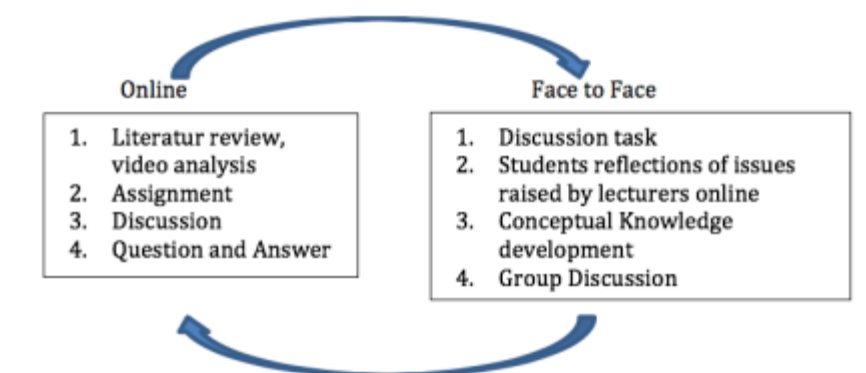 Online
1. Literatur review,
video analysis
2. Assignment
3. Discussion
4. Question and Answer
Face to Face
1. Discussion task
2. Students reflections of issues
raised by lecturers online
3. Conceptual Knowledge
development
4. Group Discussion